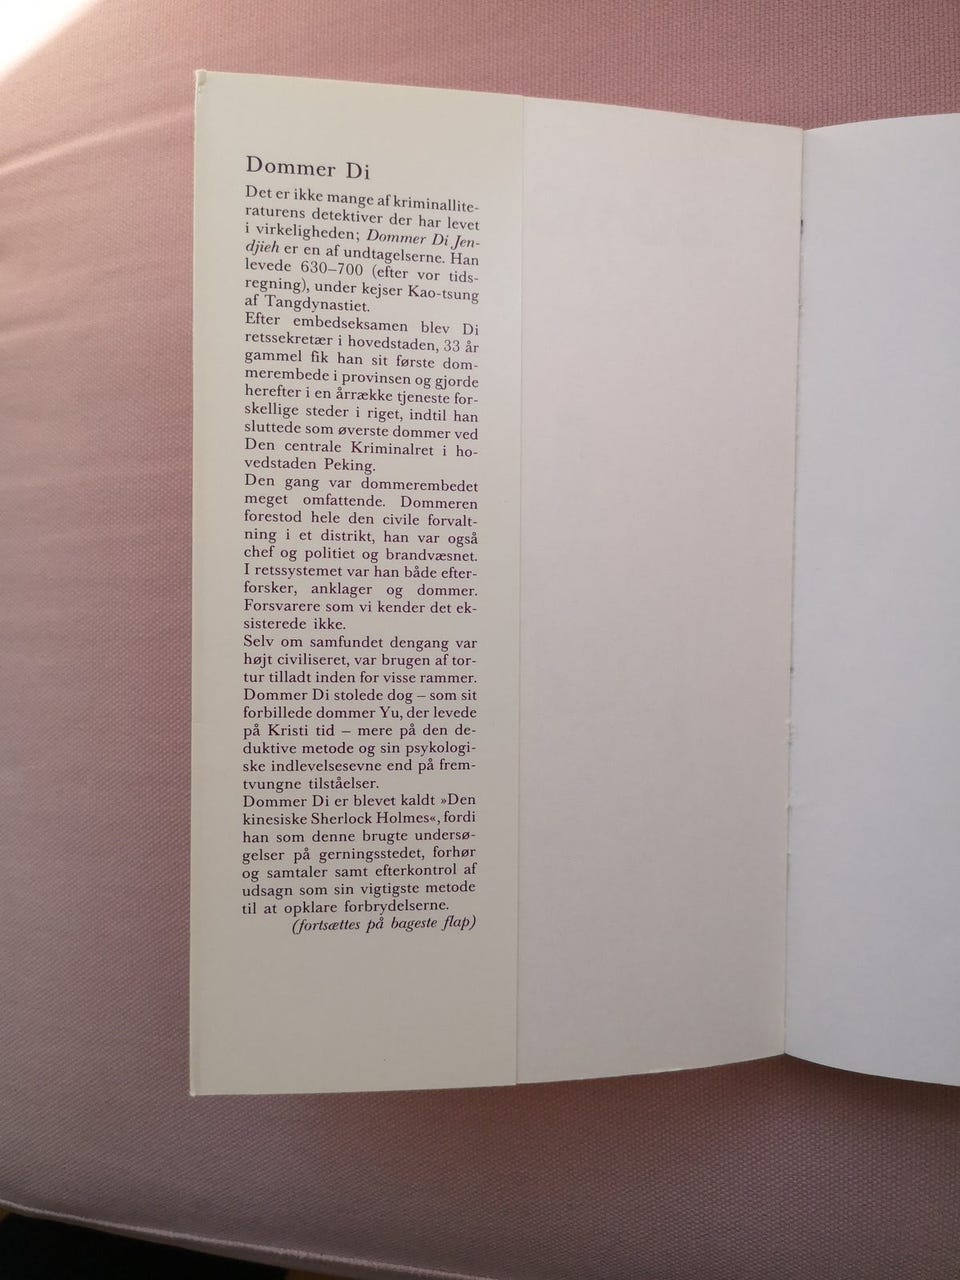 Dommer Di
Det er ikke mange af kriminallite-
raturens detektiver der har levet
i virkeligheden; Dommer Di Jen-
djieh er en af undtagelserne. Han
levede 630–700 (efter vor tids-
regning), under kejser Kao-tsung
af Tangdynastiet.
Efter embedseksamen blev Di
retssekretær i hovedstaden, 33 år
gammel fik han sit første dom-
merembede i provinsen og gjorde
herefter i en årrække tjeneste for-
skellige steder i riget, indtil han
sluttede som øverste dommer ved
Den centrale Kriminalret i ho-
vedstaden Peking.
Den gang var dommerembedet
meget omfattende. Dommeren
forestod hele den civile forvalt-
ning i et distrikt, han var også
chef og politiet og brandvæsnet.
I retssystemet var han både efter-
forsker, anklager og dommer.
Forsvarere som vi kender det ek-
sisterede ikke.
Selv om samfundet dengang var
højt civiliseret, var brugen af tor-
tur tilladt inden for visse rammer.
Dommer Di stolede dog – som sit
forbillede dommer Yu, der levede
på Kristi tid – mere på den de-
duktive metode og sin psykologi-
ske indlevelsesevne end på frem-
tvungne tilståelser.
Dommer Di er blevet kaldt »Den
kinesiske Sherlock Holmes«, fordi
han som denne brugte undersø-
gelser på gerningsstedet, forhør
og samtaler samt efterkontrol af
udsagn som sin vigtigste metode
til at opklare forbrydelserne.
(fortsættes på bageste flap)